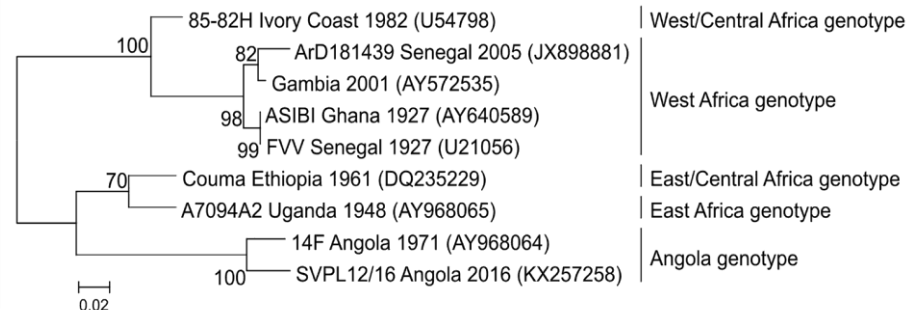 85-82H Ivory Coast 1982 (U54798) West/Central Africa genotype
100
82 ArD181439 Senegal 2005 (JX898881)
Gambia 2001 (AY572535)
West Africa genotype
98 ASIBI Ghana 1927 (AY640589)
99 FVV Senegal 1927 (U21056)
70 Couma Ethiopia 1961 (DQ235229) East/Central Africa genotype
A7094A2 Uganda 1948 (AY968065) East Africa genotype
14F Angola 1971 (AY968064)
Angola genotype
100 SVPL12/16 Angola 2016 (KX257258)
0.02